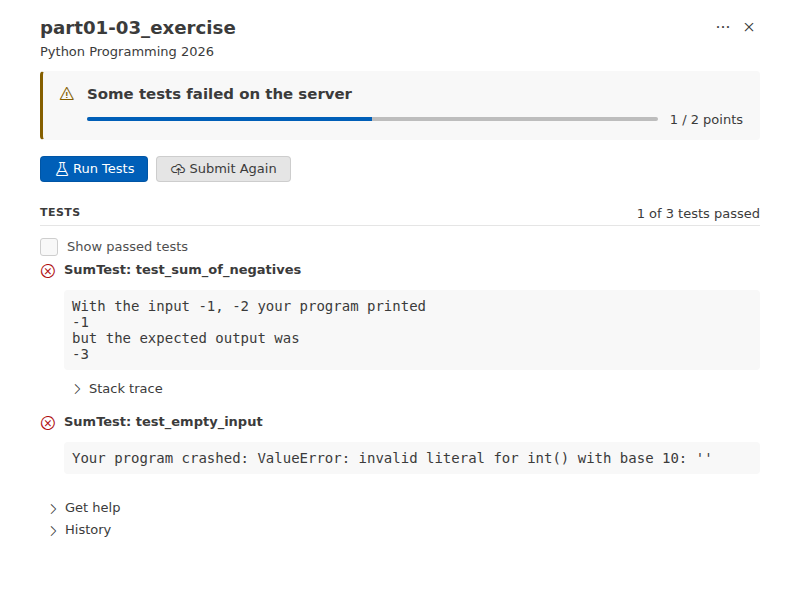 part01-03_exercise
Python Programming 2026
Some tests failed on the server
1 / 2 points
Run Tests
Submit Again
TESTS
1 of 3 tests passed
Show passed tests
SumTest: test_sum_of_negatives
With the input -1, -2 your program printed
-1
but the expected output was
-3
Stack trace
SumTest: test_empty_input
Your program crashed: ValueError: invalid literal for int() with base 10: ''
Get help
History